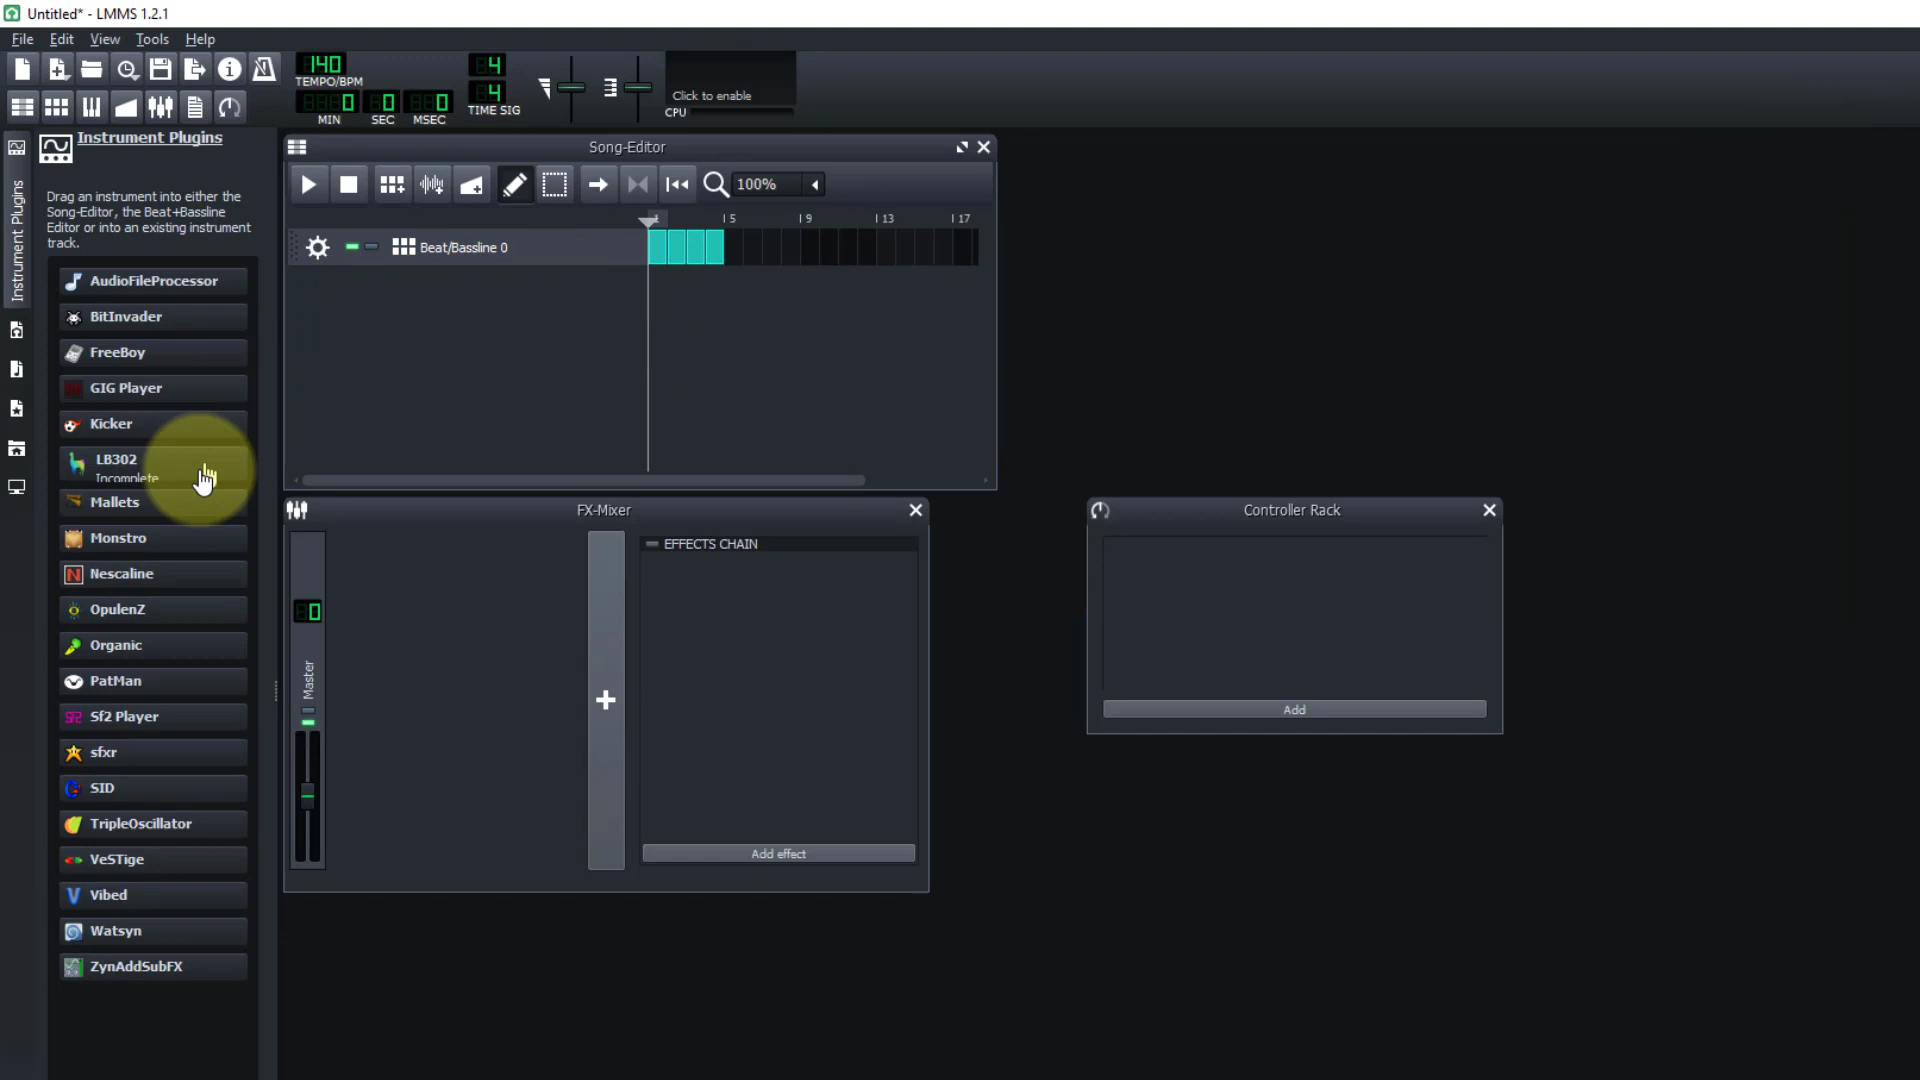 Untitled* - LMMS 1.2.1
File Edit View Tools Help
140
TEMPO/BPM
0 0 0
MIN SEC MSEC
4
4
TIME SIG
Click to enable
CPU
Instrument Plugins
Instrument Plugins
Drag an instrument into either the
Song-Editor, the Beat+Bassline
Editor or into an existing instrument
track.
AudioFileProcessor
BitInvader
FreeBoy
GIG Player
Kicker
LB302
Incomplete
Mallets
Monstro
Nescaline
OpulenZ
Organic
PatMan
Sf2 Player
sfxr
SID
TripleOscillator
VeSTige
Vibed
Watsyn
ZynAddSubFX
Song-Editor
100%
1 5 9 13 17
Beat/Bassline 0
FX-Mixer
0
Master
EFFECTS CHAIN
Add effect
Controller Rack
Add